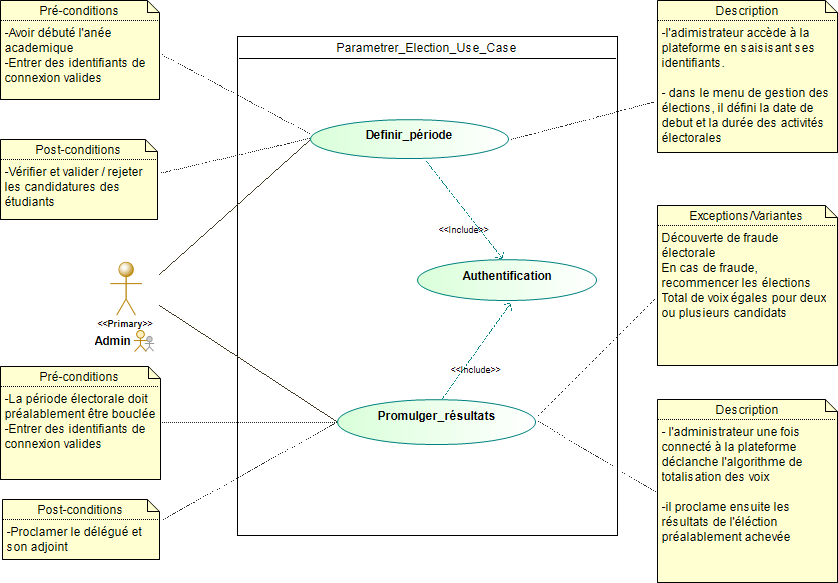 Pré-conditions
-Avoir débuté l'anée
academique
-Entrer des identifiants de
connexion valides
Post-conditions
-Vérifier et valider / rejeter
les candidatures des
étudiants
<<Primary>>
Admin
Pré-conditions
-La période électorale doit
préalablement être bouclée
-Entrer des identifiants de
connexion valides
Post-conditions
-Proclamer le délégué et
son adjoint
Parametrer_Election_Use_Case
Definir_période
<<Include>>
Authentification
<<Include>>
Promulger_résultats
Description
-l'adimistrateur accède à la
plateforme en saisisant ses
identifiants.
- dans le menu de gestion des
élections, il défini la date de
debut et la durée des activités
électorales
Exceptions/Variantes
Découverte de fraude
électorale
En cas de fraude,
recommencer les élections
Total de voix égales pour deux
ou plusieurs candidats
Description
- l'administrateur une fois
connecté à la plateforme
déclanche l'algorithme de
totalisation des voix
-il proclame ensuite les
résultats de l'éléction
préalablement achevée